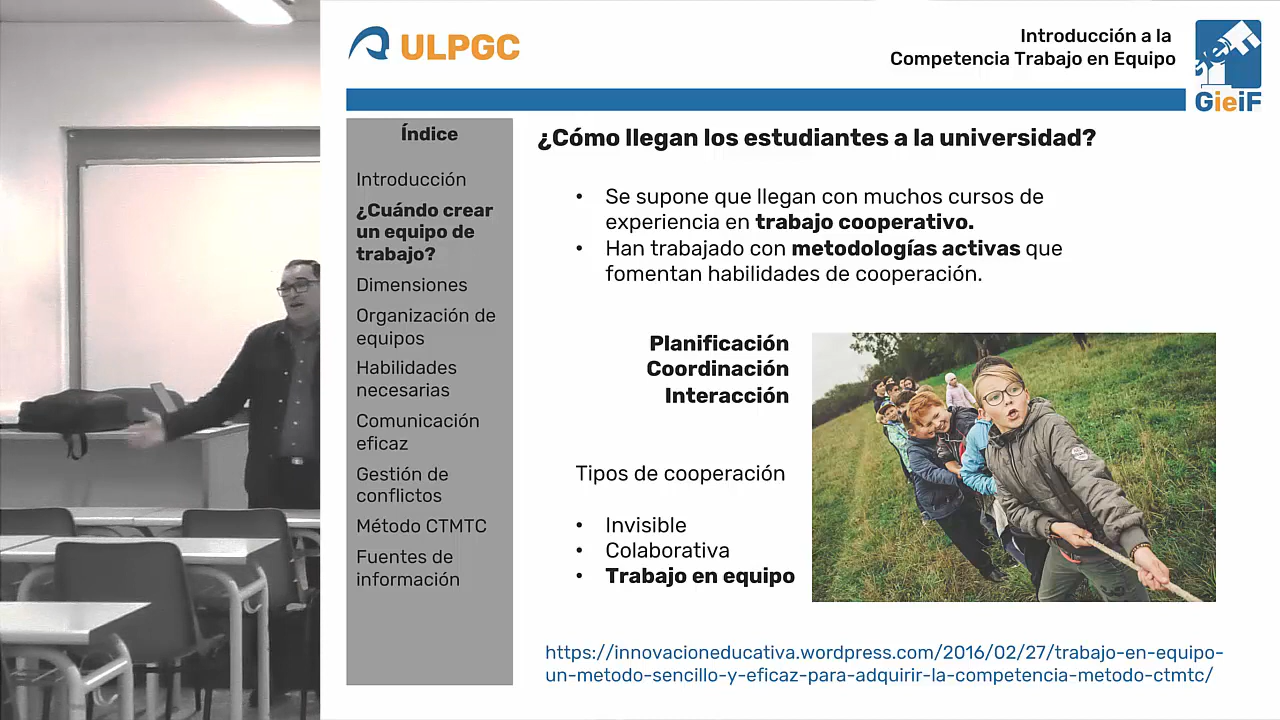 ULPGC
Introducción a la
Competencia Trabajo en Equipo
GieiF
Índice
Introducción
¿Cuándo crear
un equipo de
trabajo?
Dimensiones
Organización de
equipos
Habilidades
necesarias
Comunicación
eficaz
Gestión de
conflictos
Método CTMTC
Fuentes de
información
¿Cómo llegan los estudiantes a la universidad?
• Se supone que llegan con muchos cursos de
experiencia en trabajo cooperativo.
• Han trabajado con metodologías activas que
fomentan habilidades de cooperación.
Planificación
Coordinación
Interacción
Tipos de cooperación
• Invisible
• Colaborativa
• Trabajo en equipo
https://innovacioneducativa.wordpress.com/2016/02/27/trabajo-en-equipo-
un-metodo-sencillo-y-eficaz-para-adquirir-la-competencia-metodo-ctmtc/